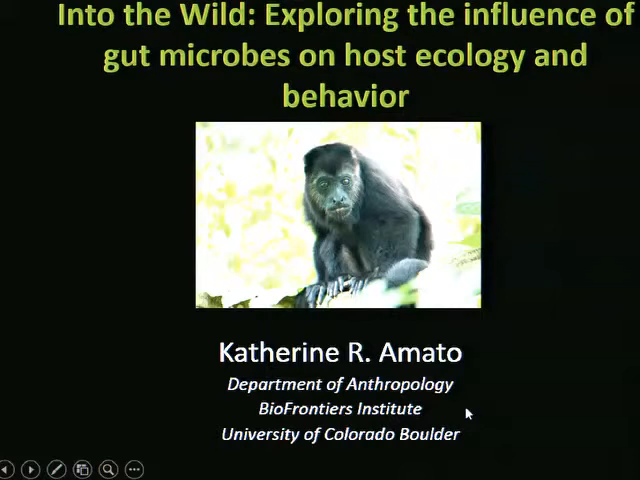 Into the Wild: Exploring the influence of
gut microbes on host ecology and
behavior
Katherine R. Amato
Department of Anthropology
BioFrontiers Institute
University of Colorado Boulder